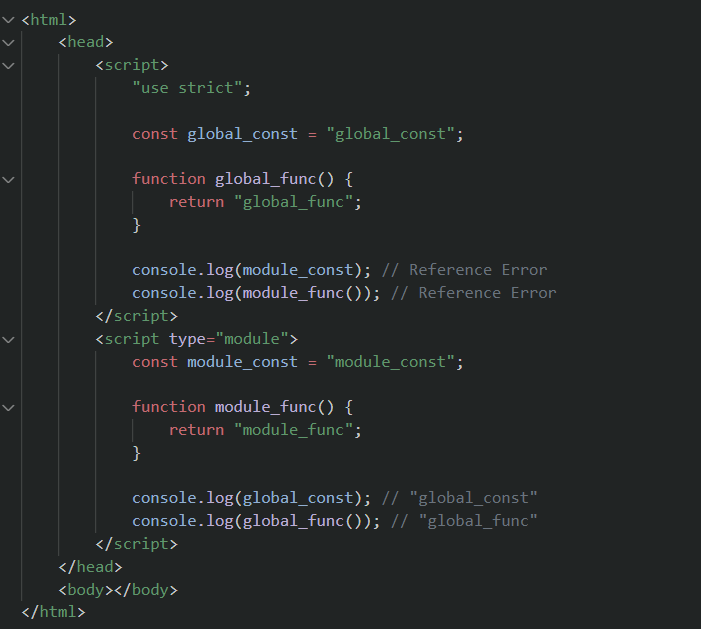 <html>
<head>
<script>
"use strict";
const global_const = "global_const";
function global_func() {
return "global_func";
}
console.log(module_const); // Reference Error
console.log(module_func()); // Reference Error
</script>
<script type="module">
const module_const = "module_const";
function module_func() {
return "module_func";
}
console.log(global_const); // "global_const"
console.log(global_func()); // "global_func"
</script>
</head>
<body></body>
</html>